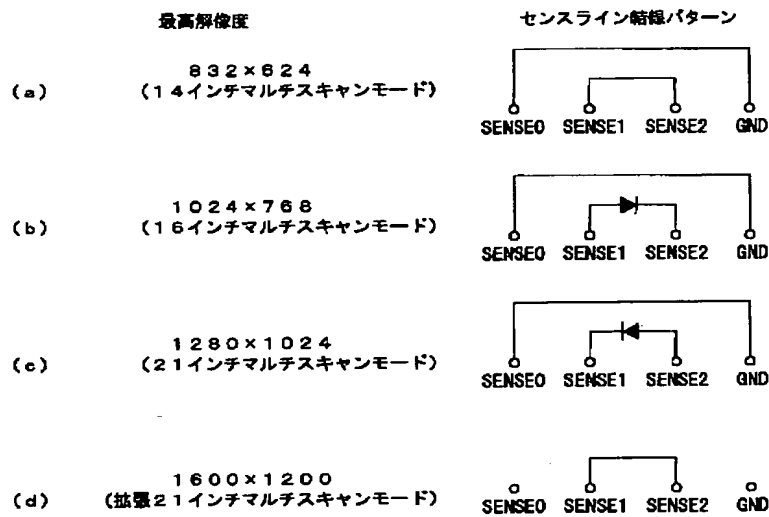 最高解像度 センスライン結線パターン
832×624
(a) (14インチマルチスキャンモード)
SENSE0 SENSE1 SENSE2 GND
1024×768
(b) (16インチマルチスキャンモード)
SENSE0 SENSE1 SENSE2 GND
1280×1024
(c) (21インチマルチスキャンモード)
SENSE0 SENSE1 SENSE2 GND
1600×1200
(d) (拡張21インチマルチスキャンモード)
SENSE0 SENSE1 SENSE2 GND